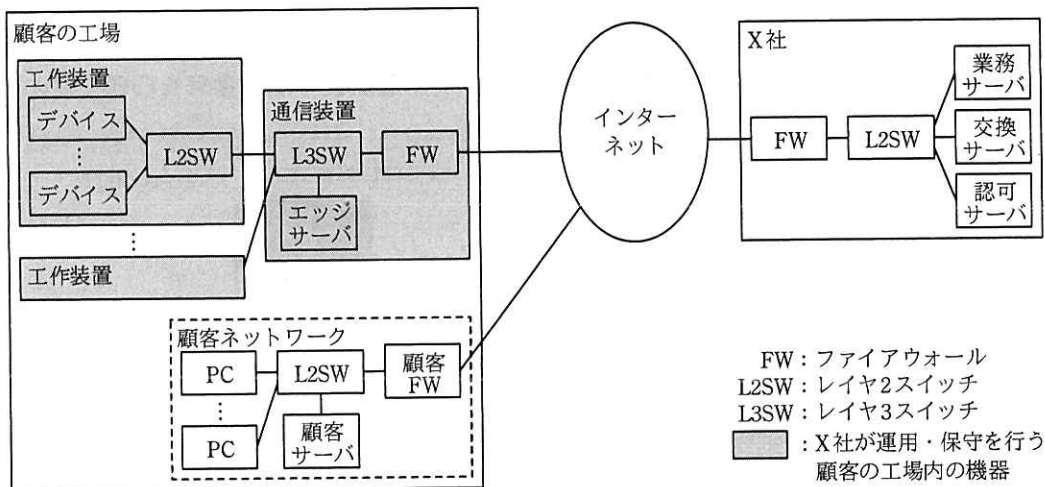 顧客の工場
工作装置
デバイス
⋮
デバイス
L2SW
通信装置
L3SW
FW
エッジ
サーバ
⋮
工作装置
顧客ネットワーク
PC
⋮
PC
L2SW
顧客
FW
顧客
サーバ
インター
ネット
X社
FW
L2SW
業務
サーバ
交換
サーバ
認可
サーバ
FW：ファイアウォール
L2SW：レイヤ2スイッチ
L3SW：レイヤ3スイッチ
：X社が運用・保守を行う
顧客の工場内の機器